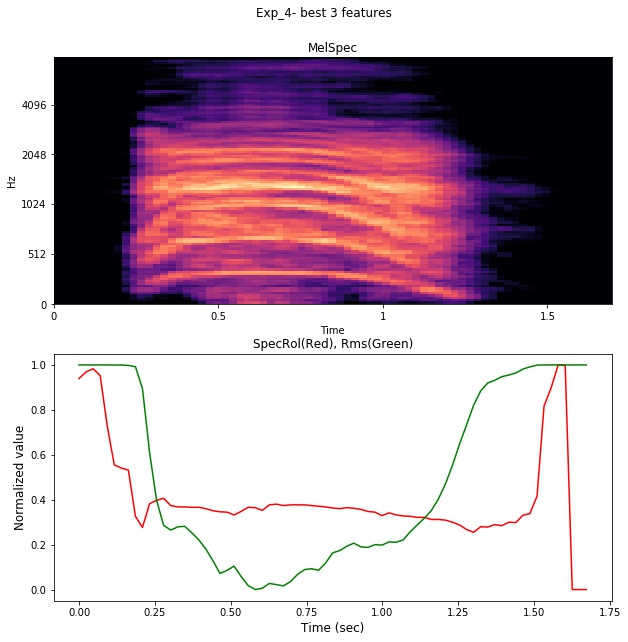 Exp_4- best 3 features
MelSpec
4096
2048
1024
512
0
Hz
0 0.5 1 1.5
Time
SpecRol(Red), Rms(Green)
1.0
0.8
0.6
0.4
0.2
0.0
Normalized value
0.00 0.25 0.50 0.75 1.00 1.25 1.50 1.75
Time (sec)